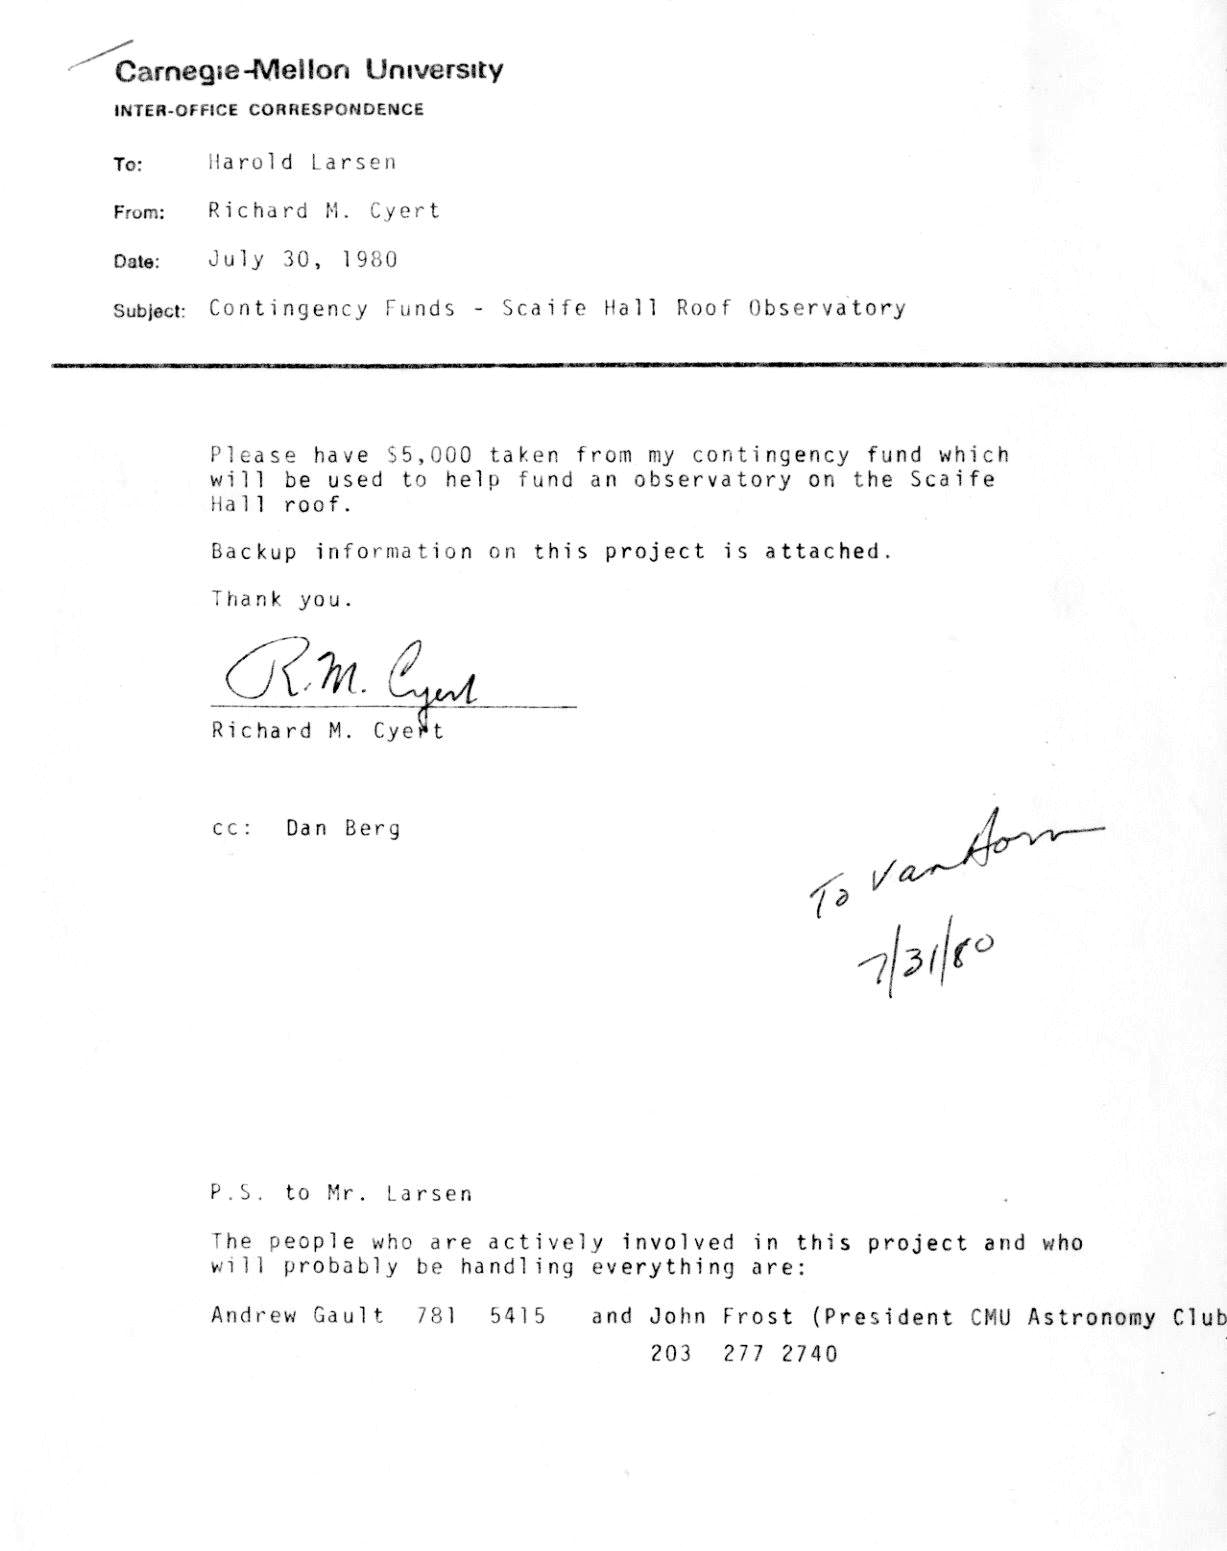 Carnegie-Mellon University
INTER-OFFICE CORRESPONDENCE
To: Harold Larsen
From: Richard M. Cyert
Date: July 30, 1980
Subject: Contingency Funds - Scaife Hall Roof Observatory
Please have $5,000 taken from my contingency fund which
will be used to help fund an observatory on the Scaife
Hall roof.
Backup information on this project is attached.
Thank you.
R.M. Cyert
Richard M. Cyert
cc: Dan Berg
To VanHorn
7/31/80
P.S. to Mr. Larsen
The people who are actively involved in this project and who
will probably be handling everything are:
Andrew Gault 781 5415 and John Frost (President CMU Astronomy Club
203 277 2740